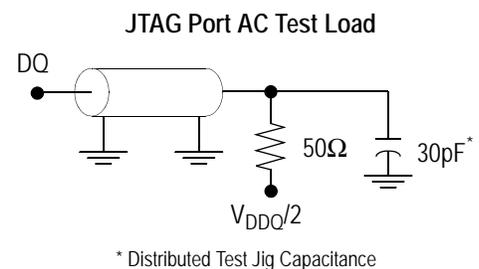 JTAG Port AC Test Load
DQ
50Ω
30pF*
VDDQ/2
* Distributed Test Jig Capacitance